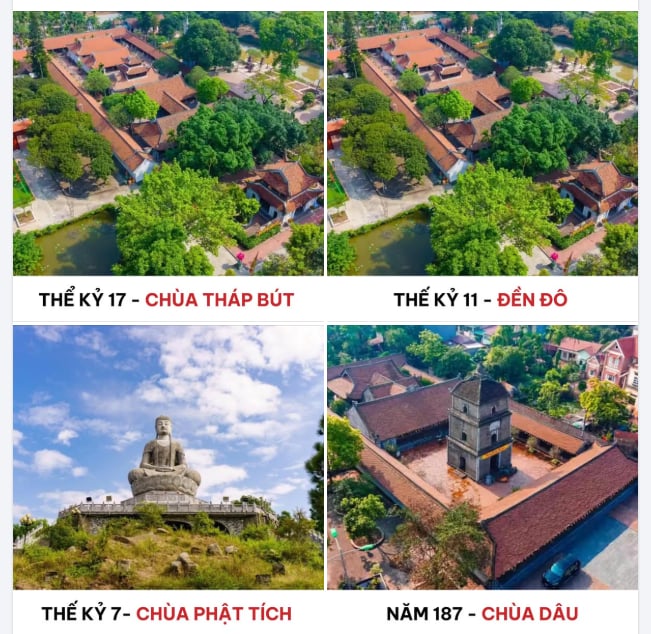 THỂ KỶ 17 - CHÙA THÁP BÚT
THẾ KỶ 11 - ĐỀN ĐÔ
THẾ KỶ 7- CHÙA PHẬT TÍCH
NĂM 187 - CHÙA DÂU